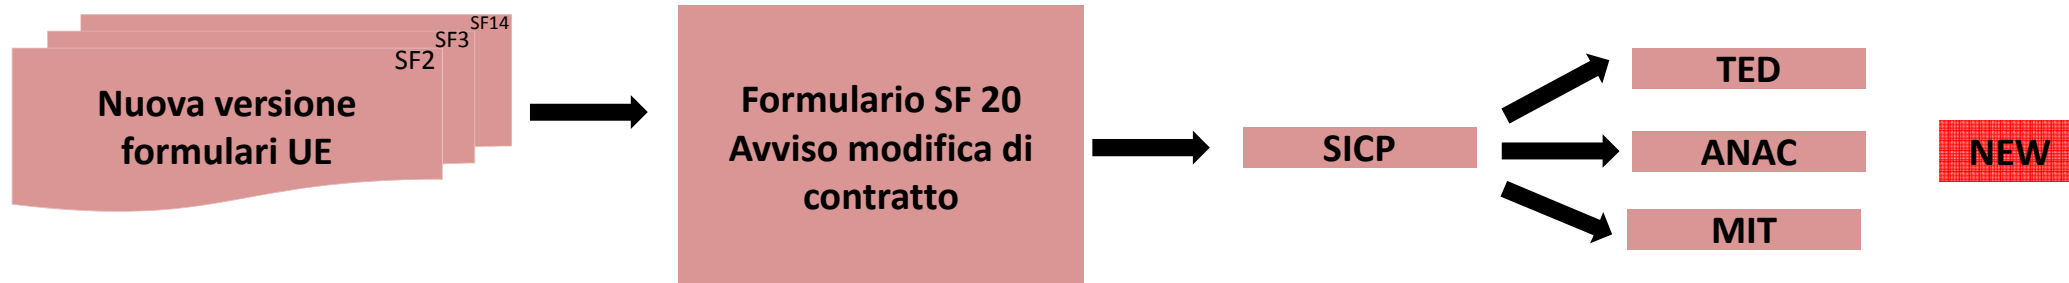 SF14
SF3
SF2
Nuova versione
formulari UE
Formulario SF 20
Avviso modifica di
contratto
SICP
TED
ANAC
MIT
NEW